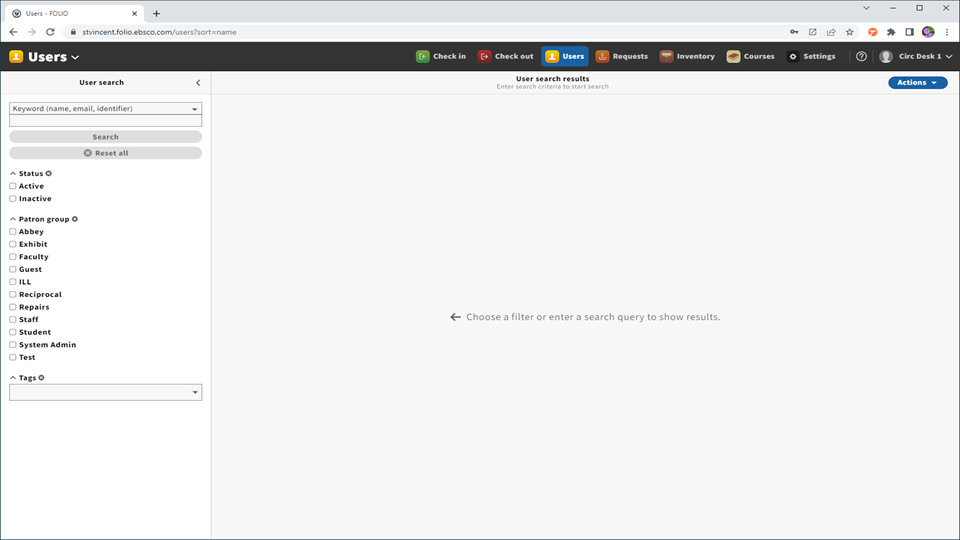 Users - FOLIO
stvincent.folio.ebsco.com/users?sort=name
Users
Check in
Check out
Users
Requests
Inventory
Courses
Settings
Circ Desk 1
User search
Keyword (name, email, identifier)
Search
Reset all
Status
Active
Inactive
Patron group
Abbey
Exhibit
Faculty
Guest
ILL
Reciprocal
Repairs
Staff
Student
System Admin
Test
Tags
User search results
Enter search criteria to start search
Actions
Choose a filter or enter a search query to show results.